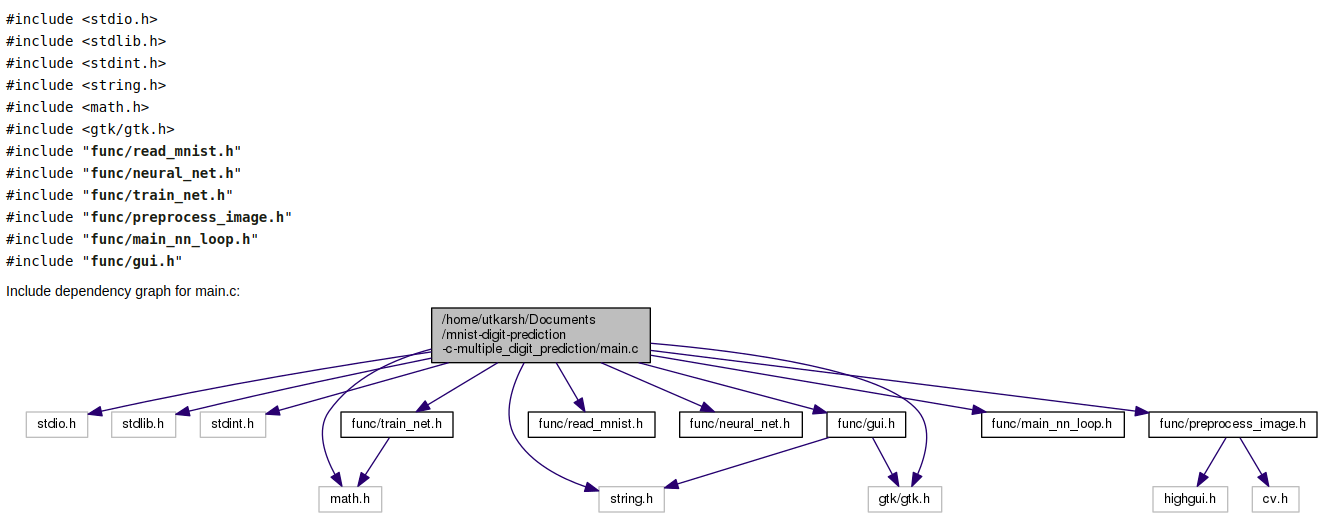 #include <stdio.h>
#include <stdlib.h>
#include <stdint.h>
#include <string.h>
#include <math.h>
#include <gtk/gtk.h>
#include "func/read_mnist.h"
#include "func/neural_net.h"
#include "func/train_net.h"
#include "func/preprocess_image.h"
#include "func/main_nn_loop.h"
#include "func/gui.h"
Include dependency graph for main.c:
/home/utkarsh/Documents
/mnist-digit-prediction
-c-multiple_digit_prediction/main.c
stdio.h
stdlib.h
stdint.h
func/train_net.h
func/read_mnist.h
func/neural_net.h
func/gui.h
func/main_nn_loop.h
func/preprocess_image.h
math.h
string.h
gtk/gtk.h
highgui.h
cv.h